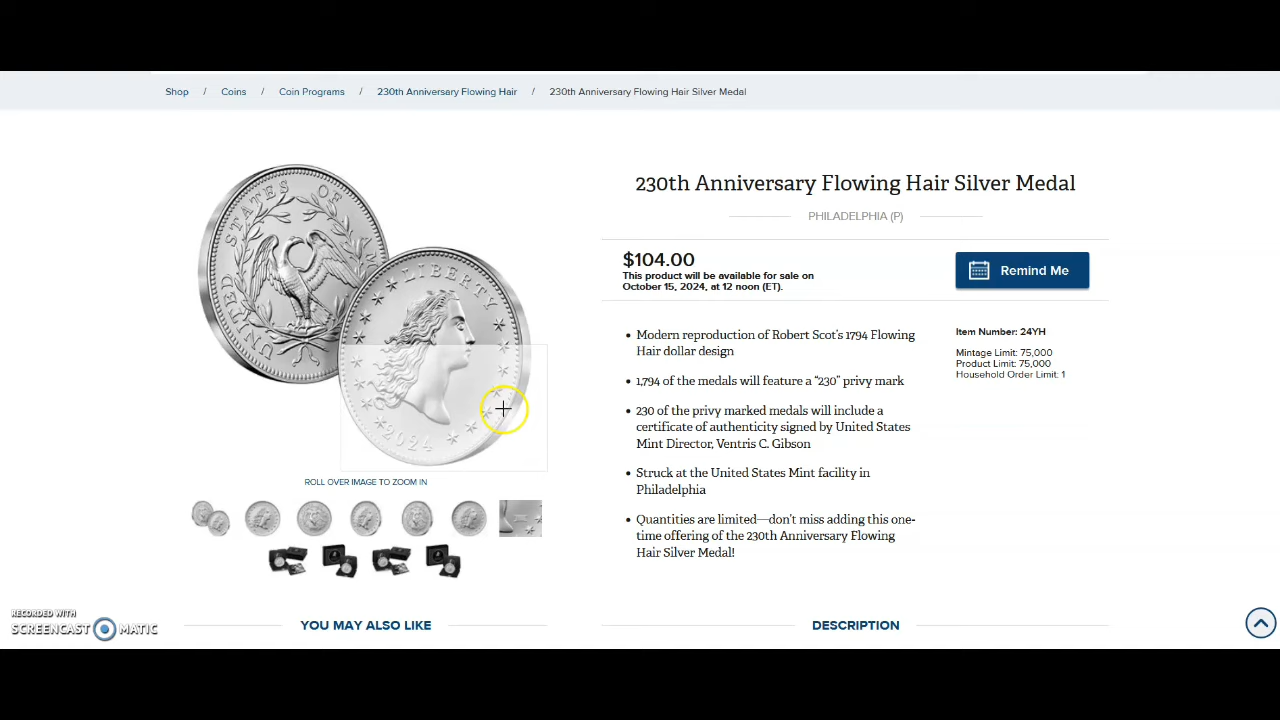 Shop / Coins / Coin Programs / 230th Anniversary Flowing Hair / 230th Anniversary Flowing Hair Silver Medal
UNITED STATES OF
LIBERTY
2024
ROLL OVER IMAGE TO ZOOM IN
230th Anniversary Flowing Hair Silver Medal
PHILADELPHIA (P)
$104.00
This product will be available for sale on
October 15, 2024, at 12 noon (ET).
Remind Me
• Modern reproduction of Robert Scot's 1794 Flowing
Hair dollar design
• 1,794 of the medals will feature a "230" privy mark
• 230 of the privy marked medals will include a
certificate of authenticity signed by United States
Mint Director, Ventris C. Gibson
• Struck at the United States Mint facility in
Philadelphia
• Quantities are limited—don't miss adding this one-
time offering of the 230th Anniversary Flowing
Hair Silver Medal!
Item Number: 24YH
Mintage Limit: 75,000
Product Limit: 75,000
Household Order Limit: 1
YOU MAY ALSO LIKE
DESCRIPTION
RECORDED WITH
SCREENCAST MATIC